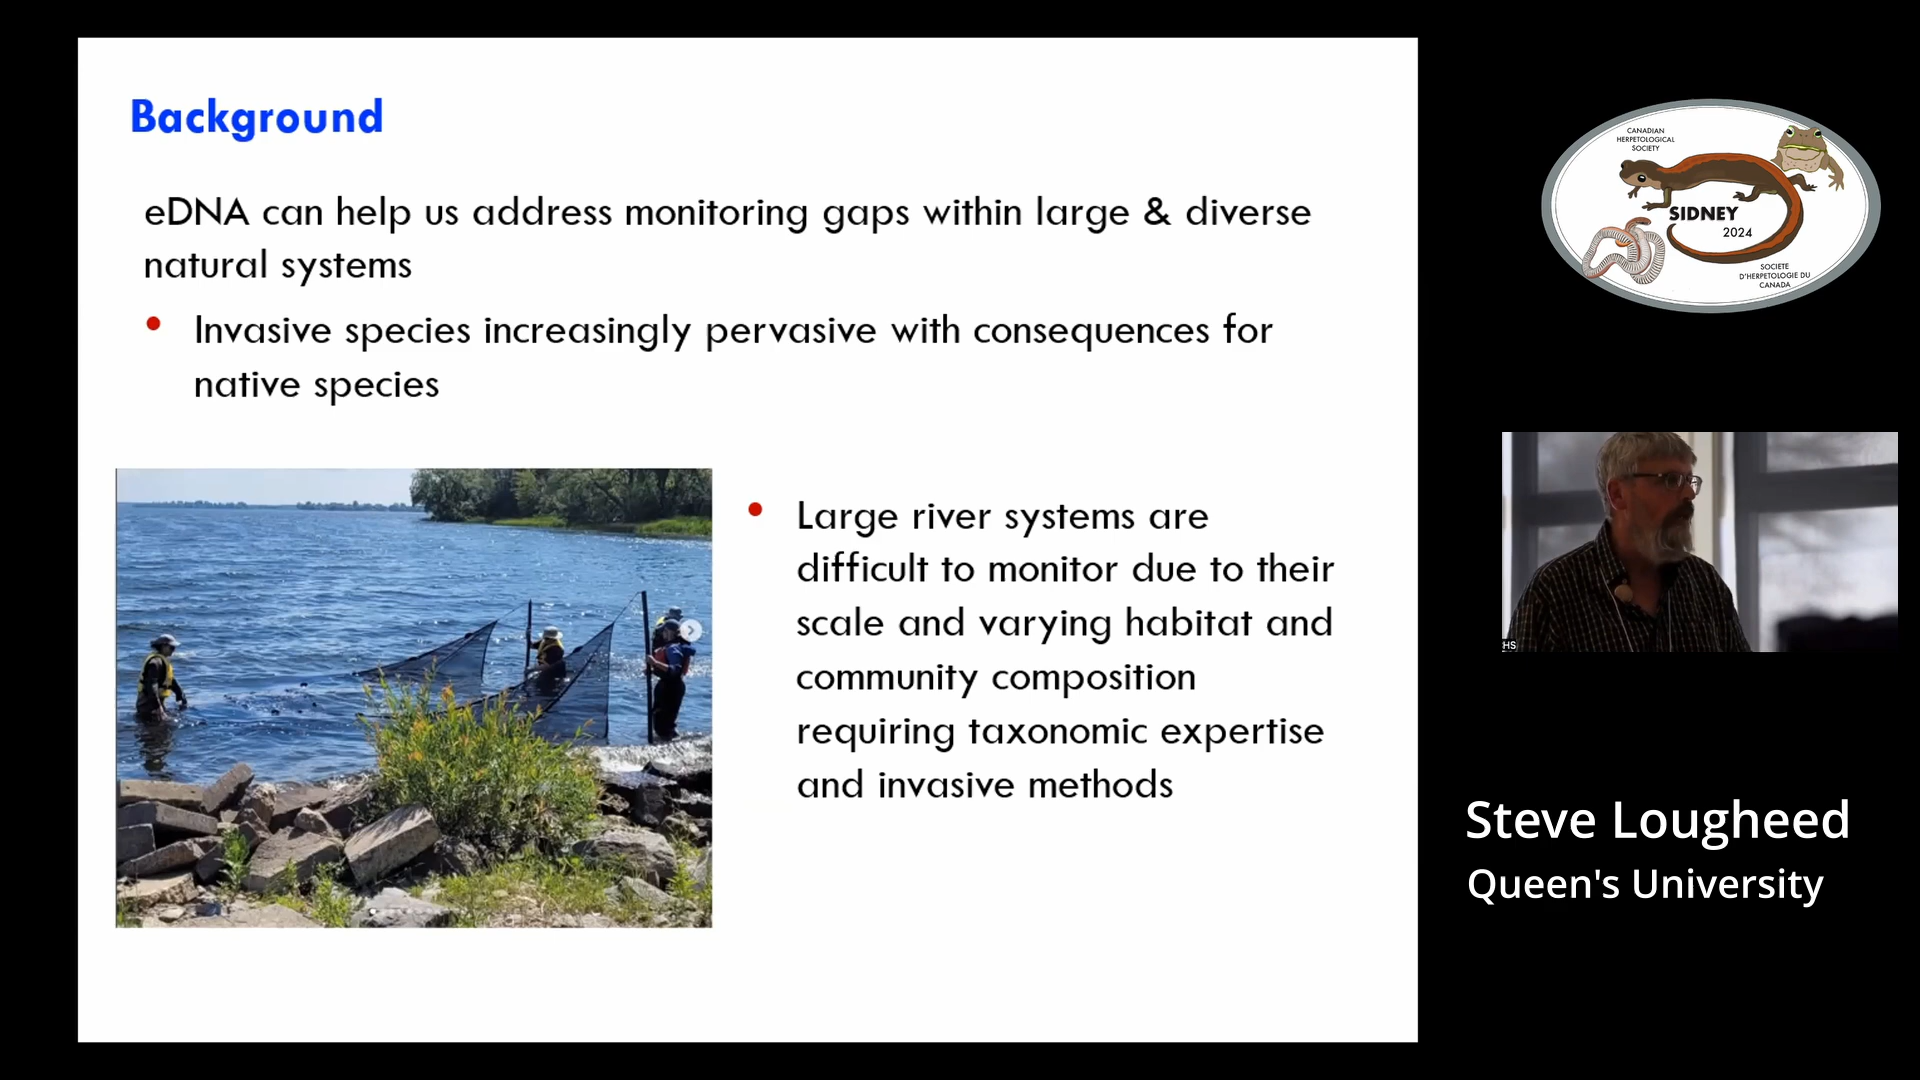 Background
eDNA can help us address monitoring gaps within large & diverse
natural systems
• Invasive species increasingly pervasive with consequences for
native species
• Large river systems are
difficult to monitor due to their
scale and varying habitat and
community composition
requiring taxonomic expertise
and invasive methods
CANADIAN
HERPETOLOGICAL
SOCIETY
SIDNEY
2024
SOCIETE
D'HERPETOLOGIE DU
CANADA
HS
Steve Lougheed
Queen's University